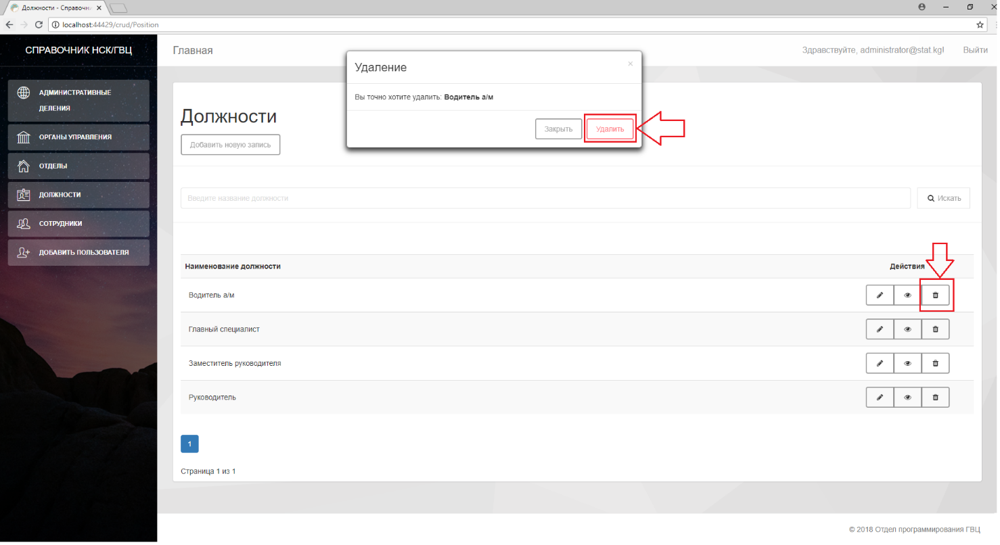 Должности - Справочни
localhost:44429/crud/Position
СПРАВОЧНИК НСК/ГВЦ
Главная
Здравствуйте, administrator@stat.kg!
Выйти
АДМИНИСТРАТИВНЫЕ
ДЕЛЕНИЯ
ОРГАНЫ УПРАВЛЕНИЯ
ОТДЕЛЫ
ДОЛЖНОСТИ
СОТРУДНИКИ
ДОБАВИТЬ ПОЛЬЗОВАТЕЛЯ
Удаление
×
Вы точно хотите удалить: Водитель а/м
Закрыть
Удалить
Должности
Добавить новую запись
Введите название должности
Искать
Наименование должности
Действия
Водитель а/м
Главный специалист
Заместитель руководителя
Руководитель
1
Страница 1 из 1
© 2018 Отдел программирования ГВЦ